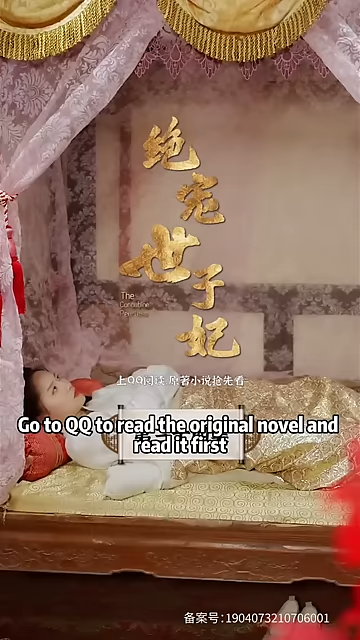 绝宠世子妃
The
上QQ阅读 原著小说抢先看
Go to QQ to read the original novel and
read it first
备案号：1904073210706001